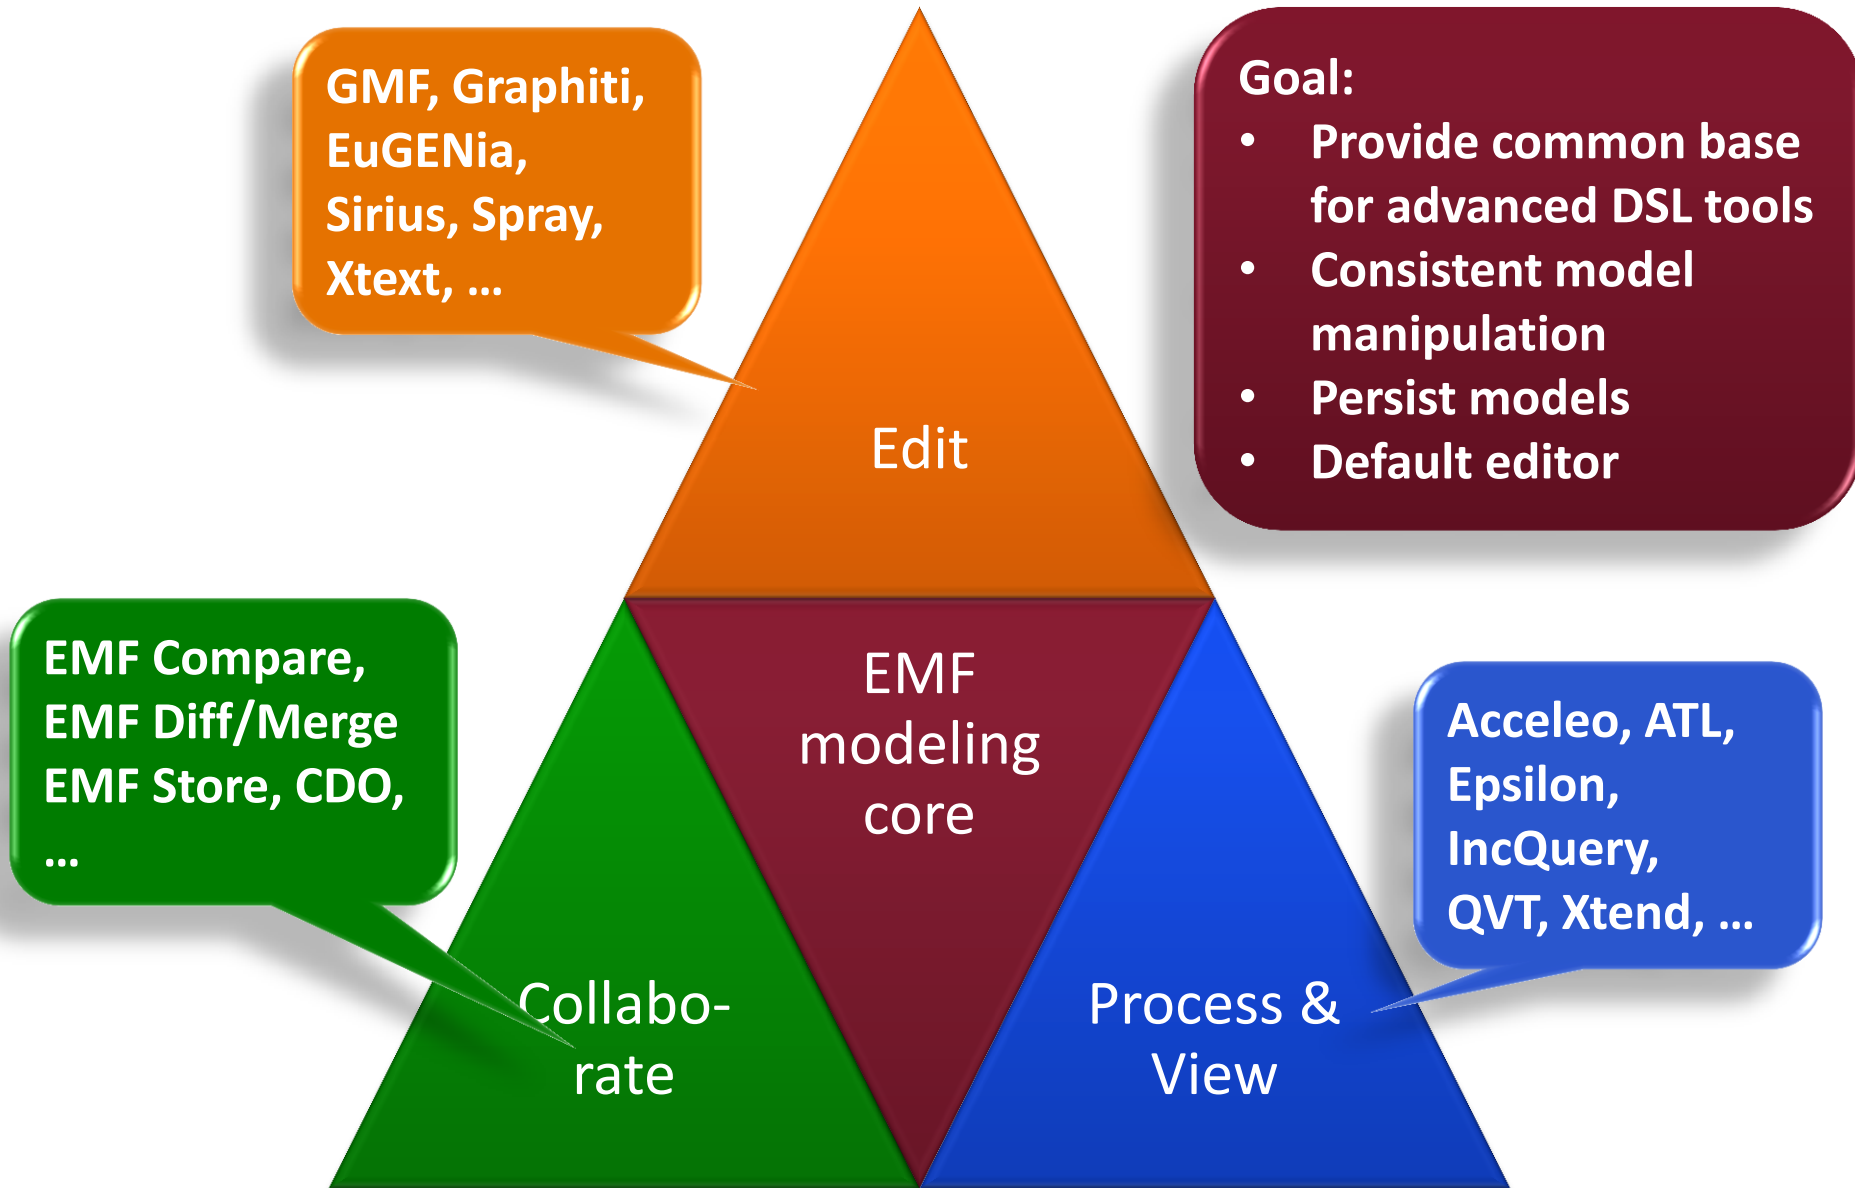 GMF, Graphiti,
EuGENia,
Sirius, Spray,
Xtext, ...
Goal:
• Provide common base
for advanced DSL tools
• Consistent model
manipulation
• Persist models
• Default editor
Edit
EMF Compare,
EMF Diff/Merge
EMF Store, CDO,
...
EMF
modeling
core
Acceleo, ATL,
Epsilon,
IncQuery,
QVT, Xtend, ...
Collabo-
rate
Process &
View